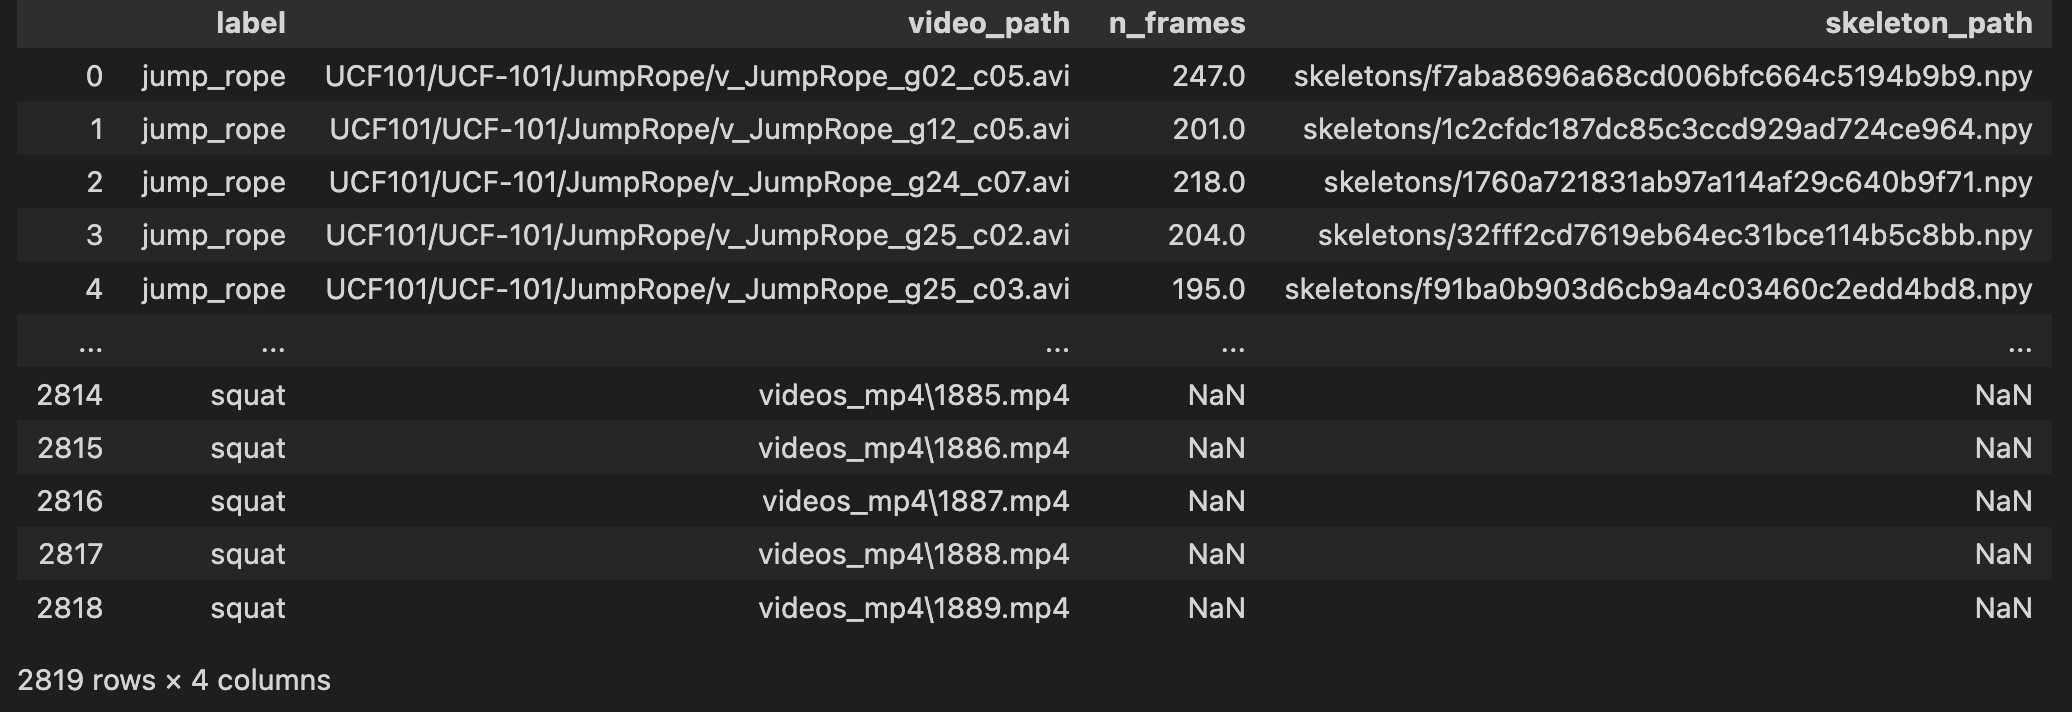 label video_path n_frames skeleton_path
0 jump_rope UCF101/UCF-101/JumpRope/v_JumpRope_g02_c05.avi 247.0 skeletons/f7aba8696a68cd006bfc664c5194b9b9.npy
1 jump_rope UCF101/UCF-101/JumpRope/v_JumpRope_g12_c05.avi 201.0 skeletons/1c2cfdc187dc85c3ccd929ad724ce964.npy
2 jump_rope UCF101/UCF-101/JumpRope/v_JumpRope_g24_c07.avi 218.0 skeletons/1760a721831ab97a114af29c640b9f71.npy
3 jump_rope UCF101/UCF-101/JumpRope/v_JumpRope_g25_c02.avi 204.0 skeletons/32fff2cd7619eb64ec31bce114b5c8bb.npy
4 jump_rope UCF101/UCF-101/JumpRope/v_JumpRope_g25_c03.avi 195.0 skeletons/f91ba0b903d6cb9a4c03460c2edd4bd8.npy
... ... ... ... ...
2814 squat videos_mp4\1885.mp4 NaN NaN
2815 squat videos_mp4\1886.mp4 NaN NaN
2816 squat videos_mp4\1887.mp4 NaN NaN
2817 squat videos_mp4\1888.mp4 NaN NaN
2818 squat videos_mp4\1889.mp4 NaN NaN
2819 rows × 4 columns